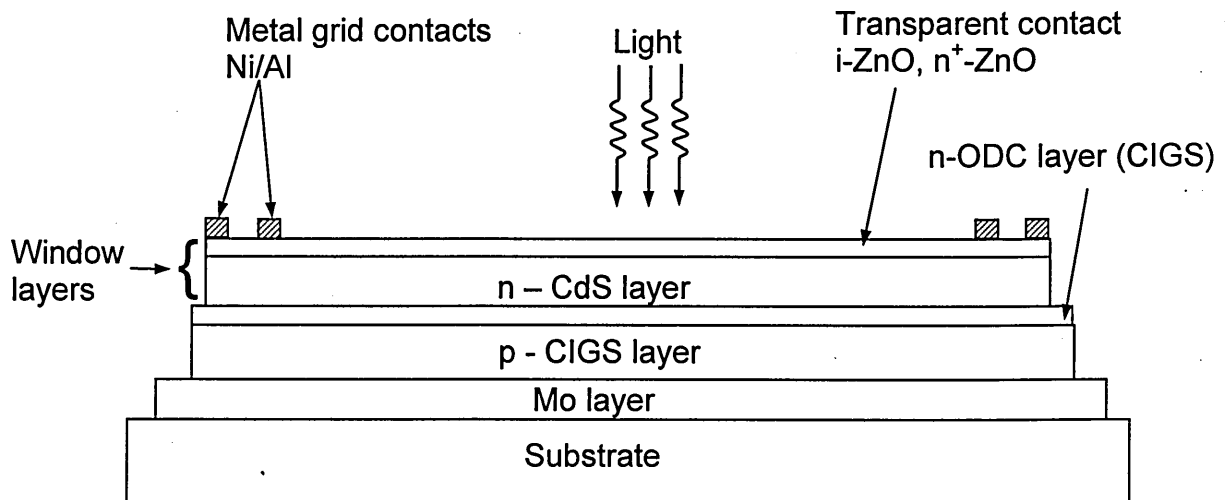 Metal grid contacts
Ni/Al
Light
Transparent contact
i-ZnO, n⁺-ZnO
n-ODC layer (CIGS)
Window
layers
n – CdS layer
p - CIGS layer
Mo layer
Substrate